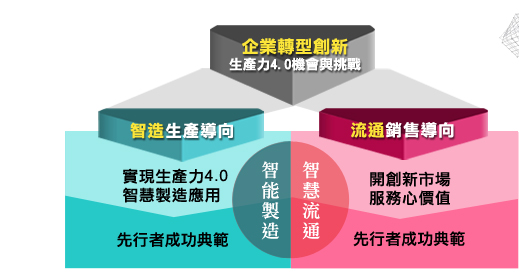 企業轉型創新
生產力4.0機會與挑戰
智造生產導向
流通銷售導向
實現生產力4.0
智慧製造應用
智能製造
智慧流通
開創新市場
服務心價值
先行者成功典範
先行者成功典範